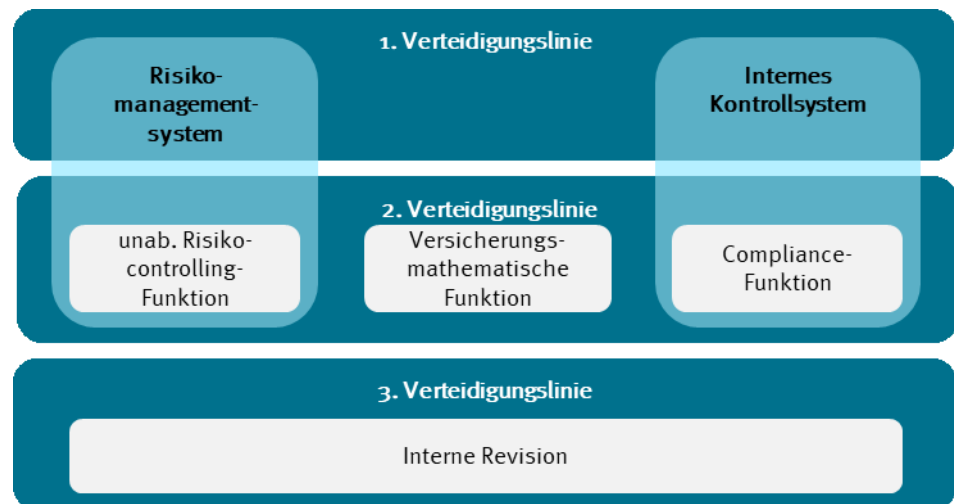 1. Verteidigungslinie
Risiko-
management-
system
Internes
Kontrollsystem
2. Verteidigungslinie
unab. Risiko-
controlling-
Funktion
Versicherungs-
mathematische
Funktion
Compliance-
Funktion
3. Verteidigungslinie
Interne Revision